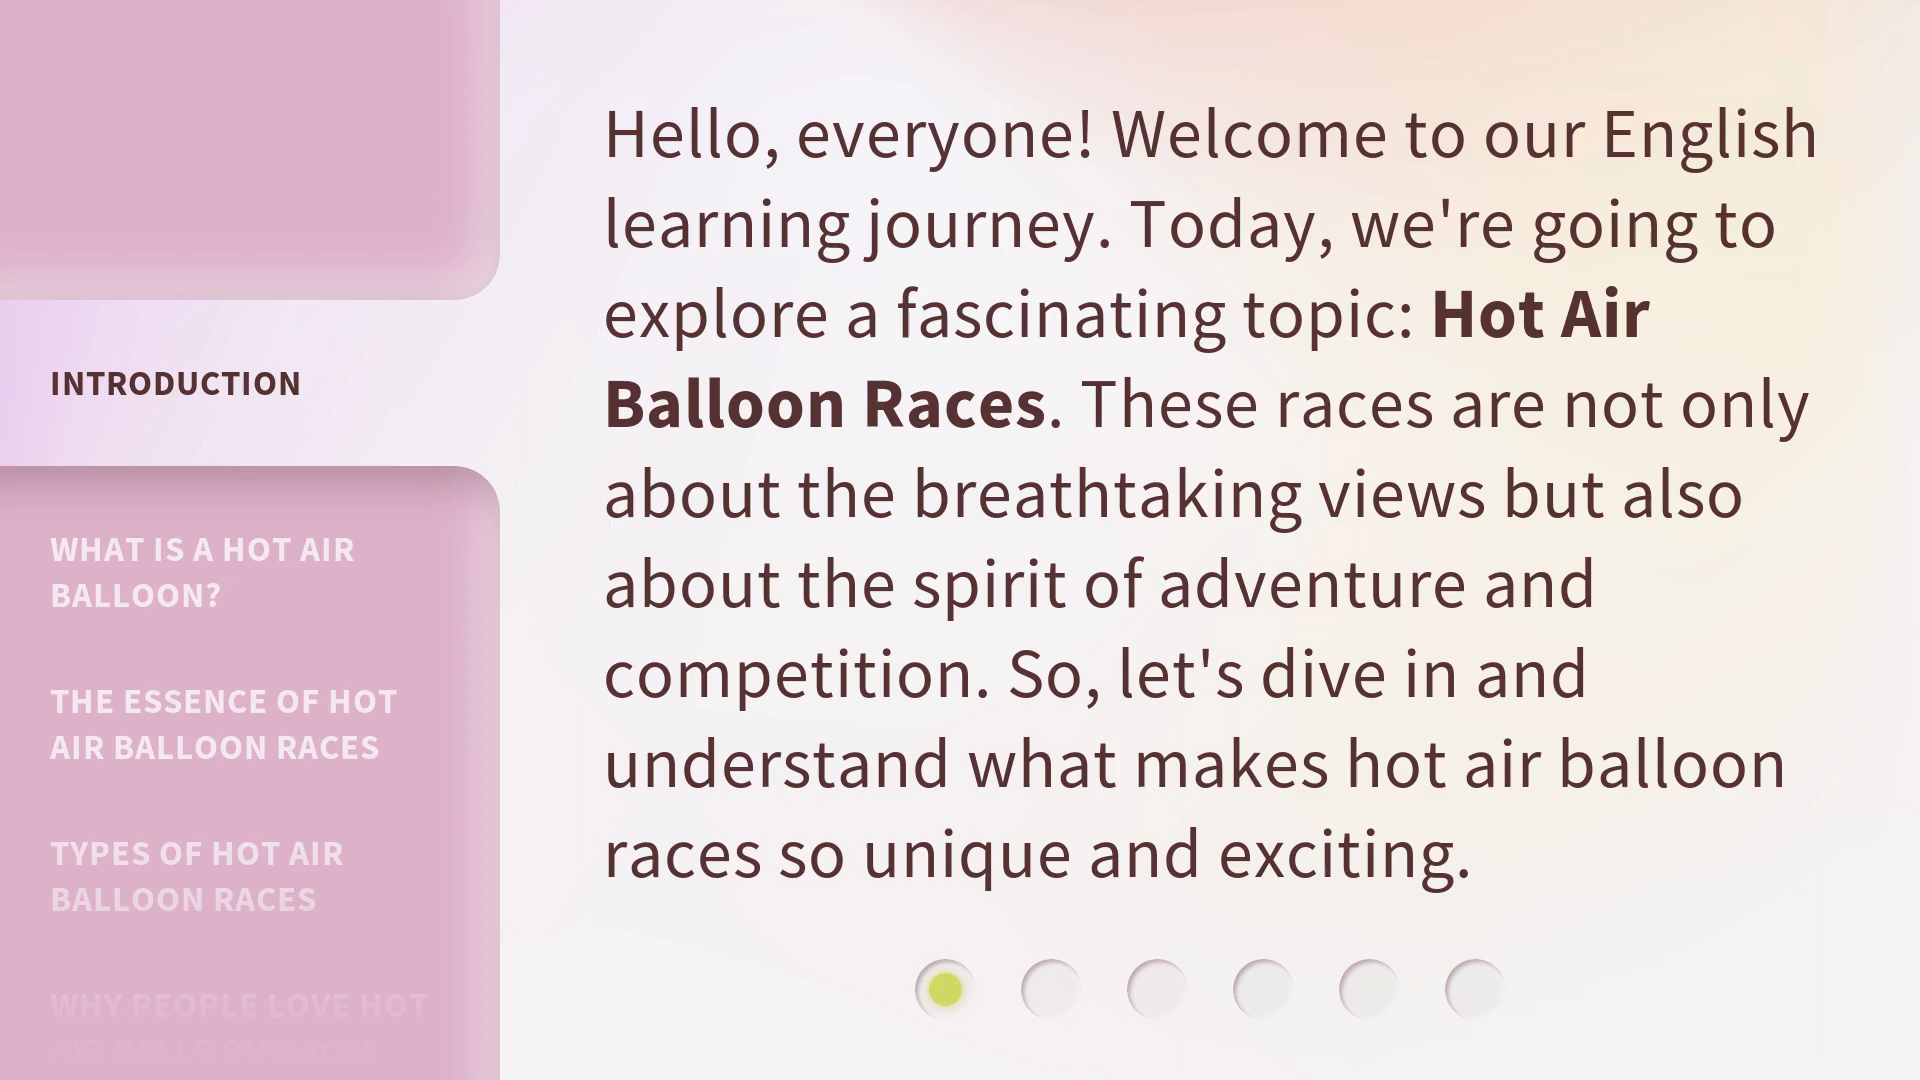 INTRODUCTION
WHAT IS A HOT AIR
BALLOON?
THE ESSENCE OF HOT
AIR BALLOON RACES
TYPES OF HOT AIR
BALLOON RACES
WHY PEOPLE LOVE HOT
AIR BALLOON RACES
Hello, everyone! Welcome to our English
learning journey. Today, we're going to
explore a fascinating topic: Hot Air
Balloon Races. These races are not only
about the breathtaking views but also
about the spirit of adventure and
competition. So, let's dive in and
understand what makes hot air balloon
races so unique and exciting.